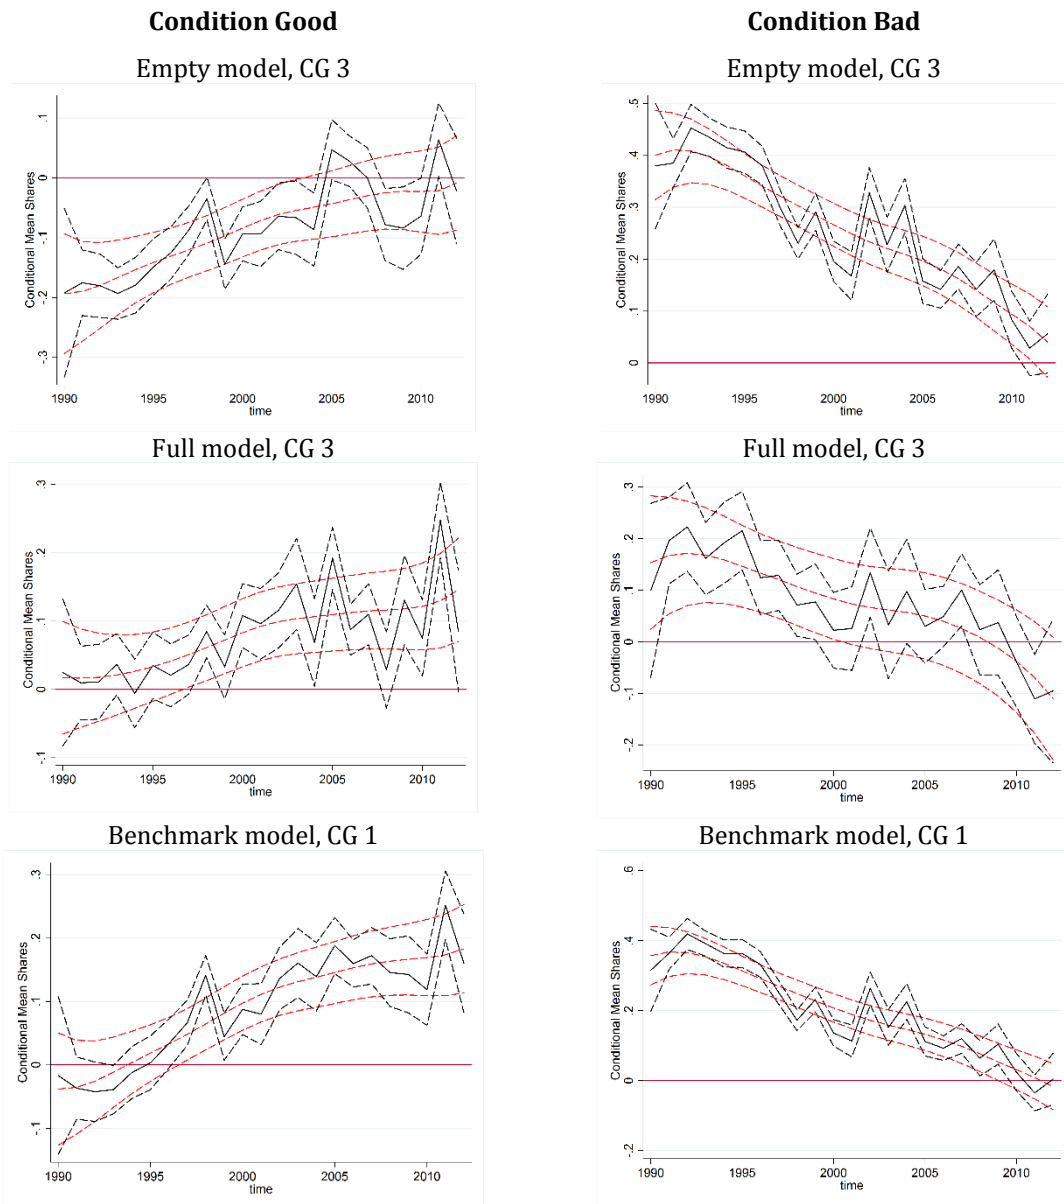 Condition Good
Condition Bad
Empty model, CG 3
Empty model, CG 3
Conditional Mean Shares
.1
0
-.1
-.2
-.3
1990 1995 2000 2005 2010
time
Conditional Mean Shares
.5
.4
.3
.2
.1
0
1990 1995 2000 2005 2010
time
Full model, CG 3
Full model, CG 3
Conditional Mean Shares
.3
.2
.1
0
-.1
1990 1995 2000 2005 2010
time
Conditional Mean Shares
.3
.2
.1
0
-.1
-.2
1990 1995 2000 2005 2010
time
Benchmark model, CG 1
Benchmark model, CG 1
Conditional Mean Shares
.3
.2
.1
0
-.1
1990 1995 2000 2005 2010
time
Conditional Mean Shares
.6
.4
.2
0
-.2
1990 1995 2000 2005 2010
time